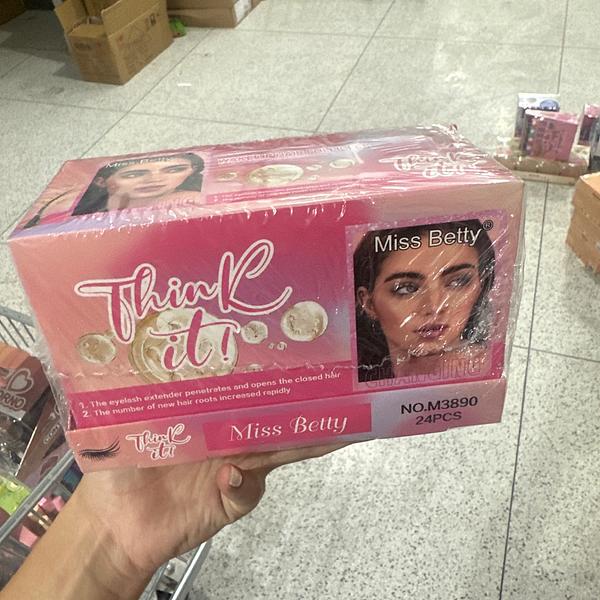 Miss Betty
Think
it!
Think
it!
Miss Betty®
CHARMING
1. The eyelash extender penetrates and opens the closed hair
2. The number of new hair roots increased rapidly
Think
it!
Miss Betty
NO.M3890
24PCS